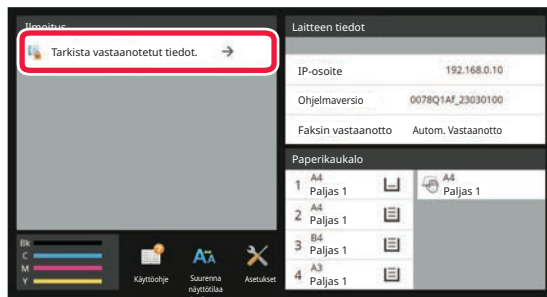 Ilmoitus
Tarkista vastaanotetut tiedot.
Laitteen tiedot
IP-osoite 192.168.0.10
Ohjelmaversio 0078Q1Af_23030100
Faksin vastaanotto Autom. Vastaanotto
Paperikaukalo
1 A4
Paljas 1
A4
Paljas 1
2 A4
Paljas 1
3 B4
Paljas 1
4 A3
Paljas 1
Bk
C
M
Y
Käyttöohje
Suurenna
näyttötilaa
Asetukset